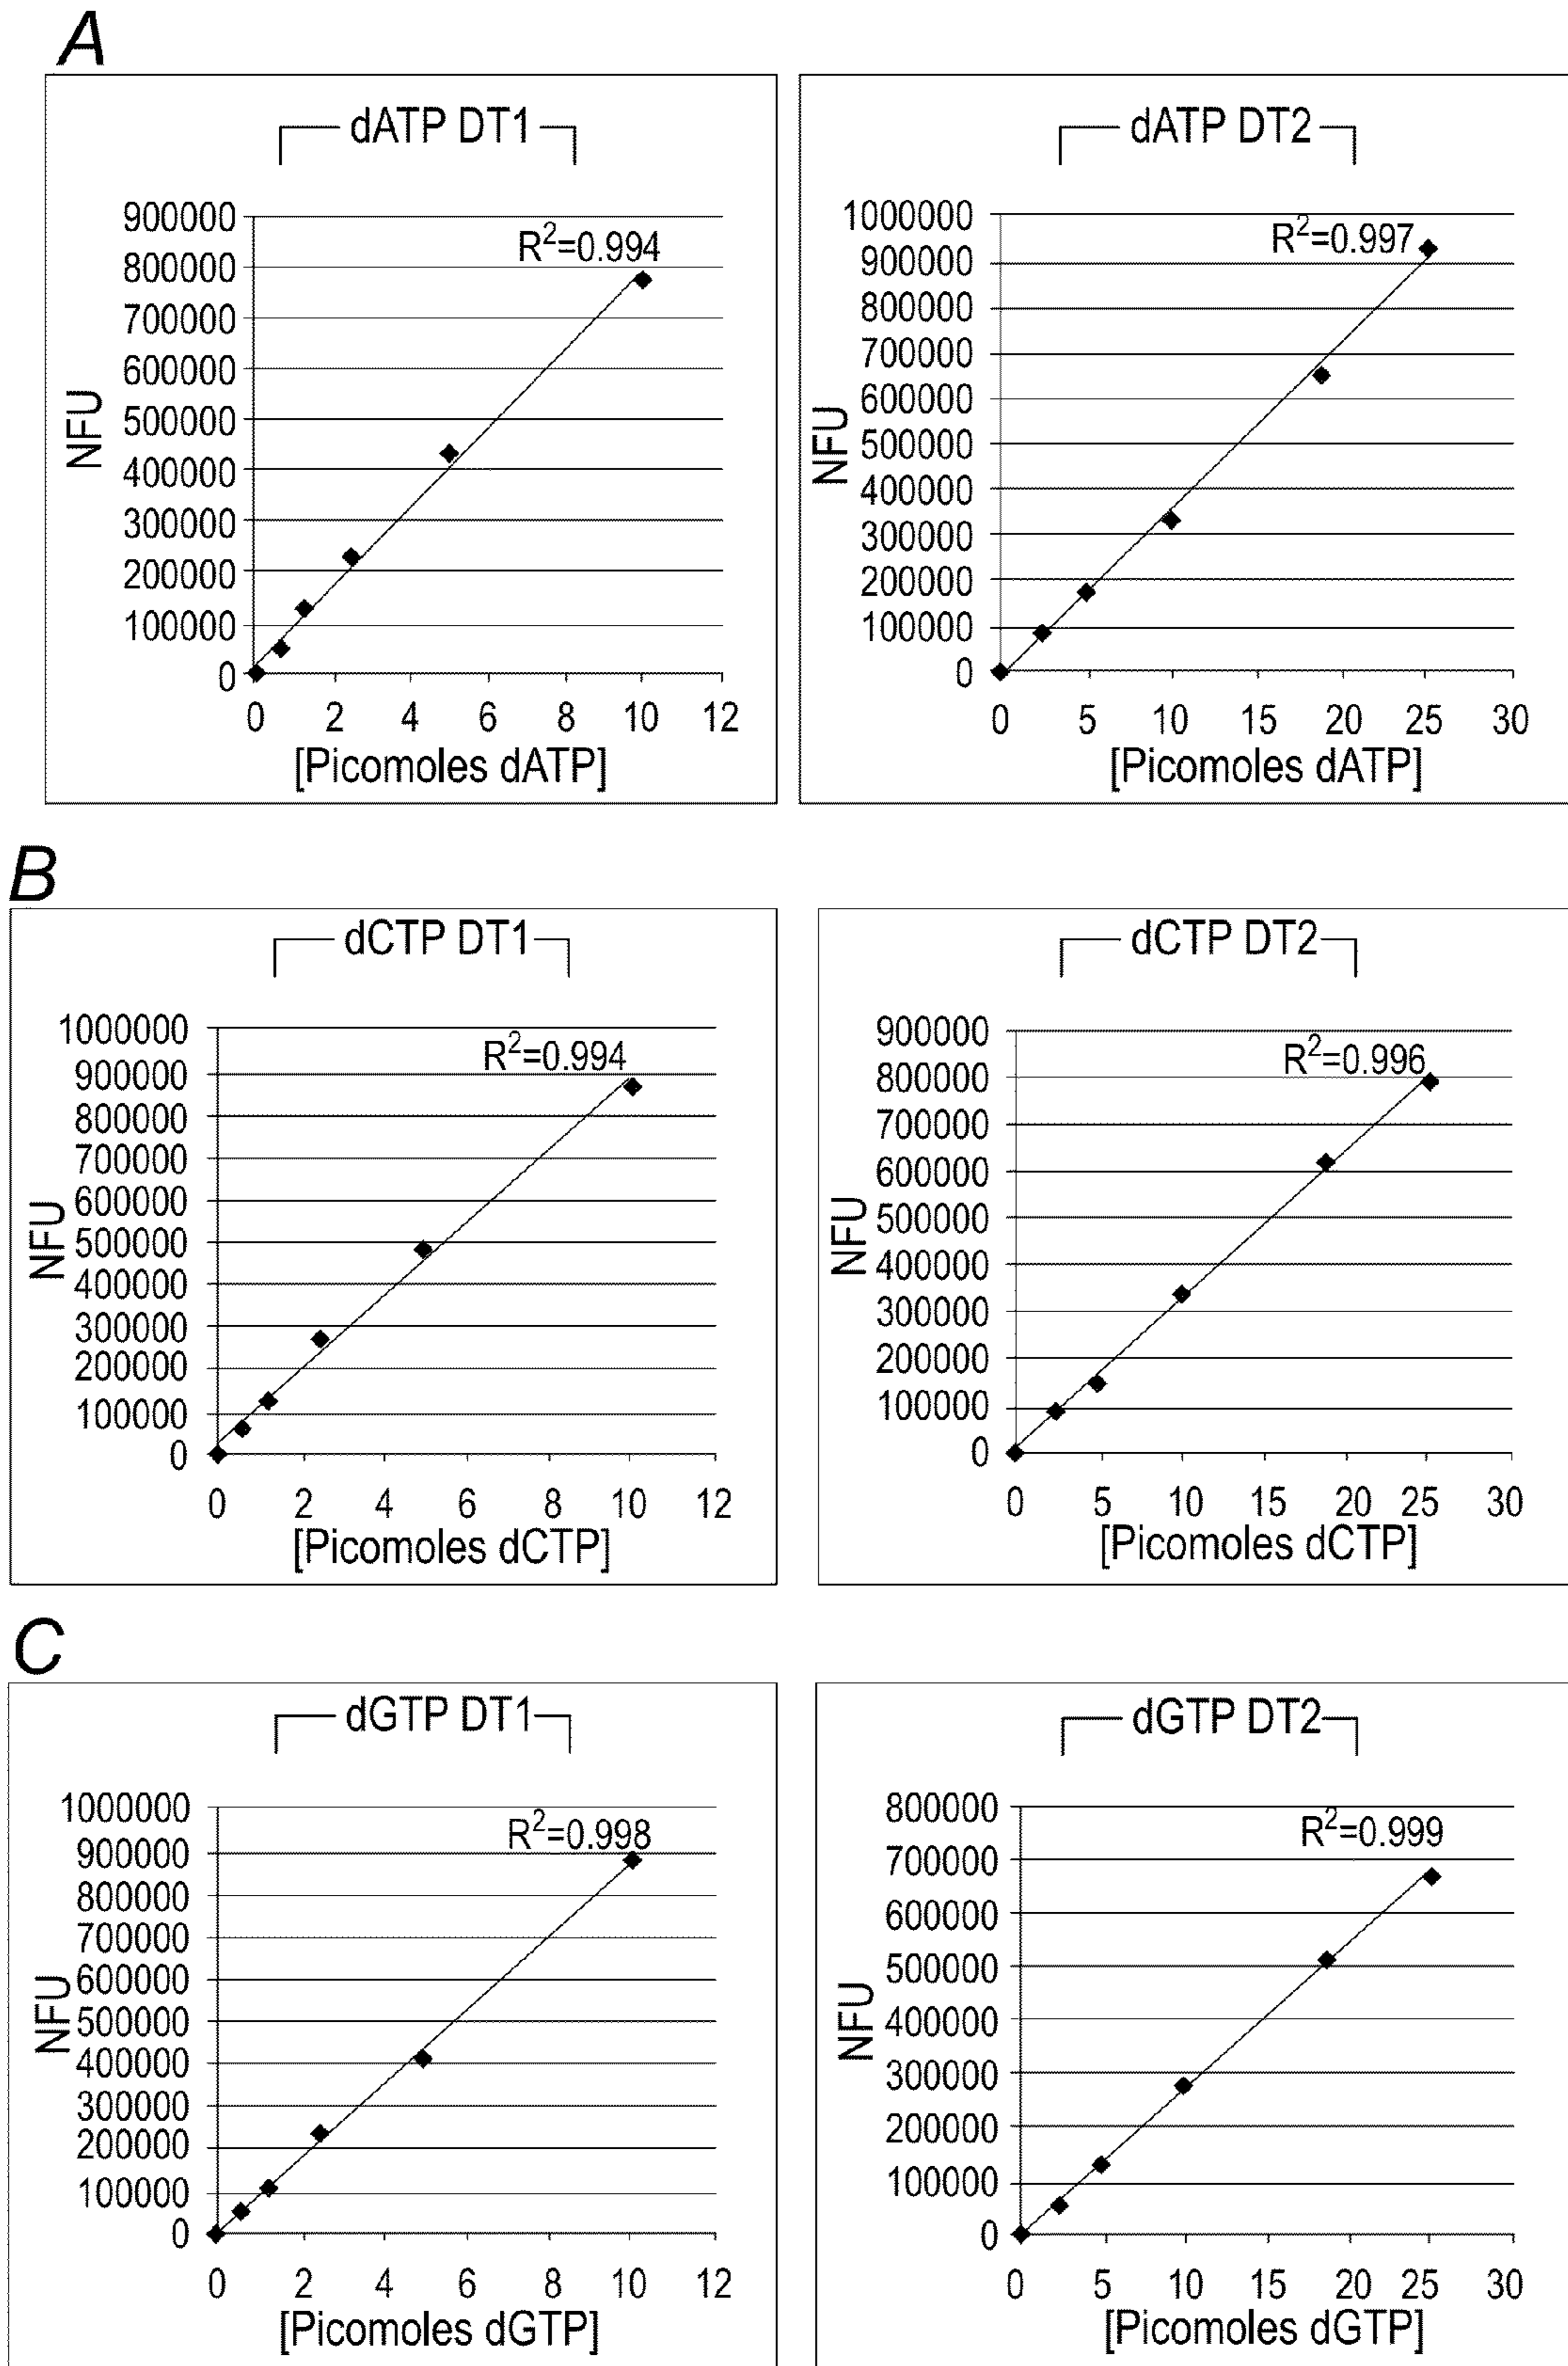 A
dATP DT1
R²=0.994
900000
800000
700000
600000
500000
400000
300000
200000
100000
0
NFU
0 2 4 6 8 10 12
[Picomoles dATP]
dATP DT2
R²=0.997
1000000
900000
800000
700000
600000
500000
400000
300000
200000
100000
0
NFU
0 5 10 15 20 25 30
[Picomoles dATP]
B
dCTP DT1
R²=0.994
1000000
900000
800000
700000
600000
500000
400000
300000
200000
100000
0
NFU
0 2 4 6 8 10 12
[Picomoles dCTP]
dCTP DT2
R²=0.996
900000
800000
700000
600000
500000
400000
300000
200000
100000
0
NFU
0 5 10 15 20 25 30
[Picomoles dCTP]
C
dGTP DT1
R²=0.998
1000000
900000
800000
700000
600000
500000
400000
300000
200000
100000
0
NFU
0 2 4 6 8 10 12
[Picomoles dGTP]
dGTP DT2
R²=0.999
800000
700000
600000
500000
400000
300000
200000
100000
0
NFU
0 5 10 15 20 25 30
[Picomoles dGTP]